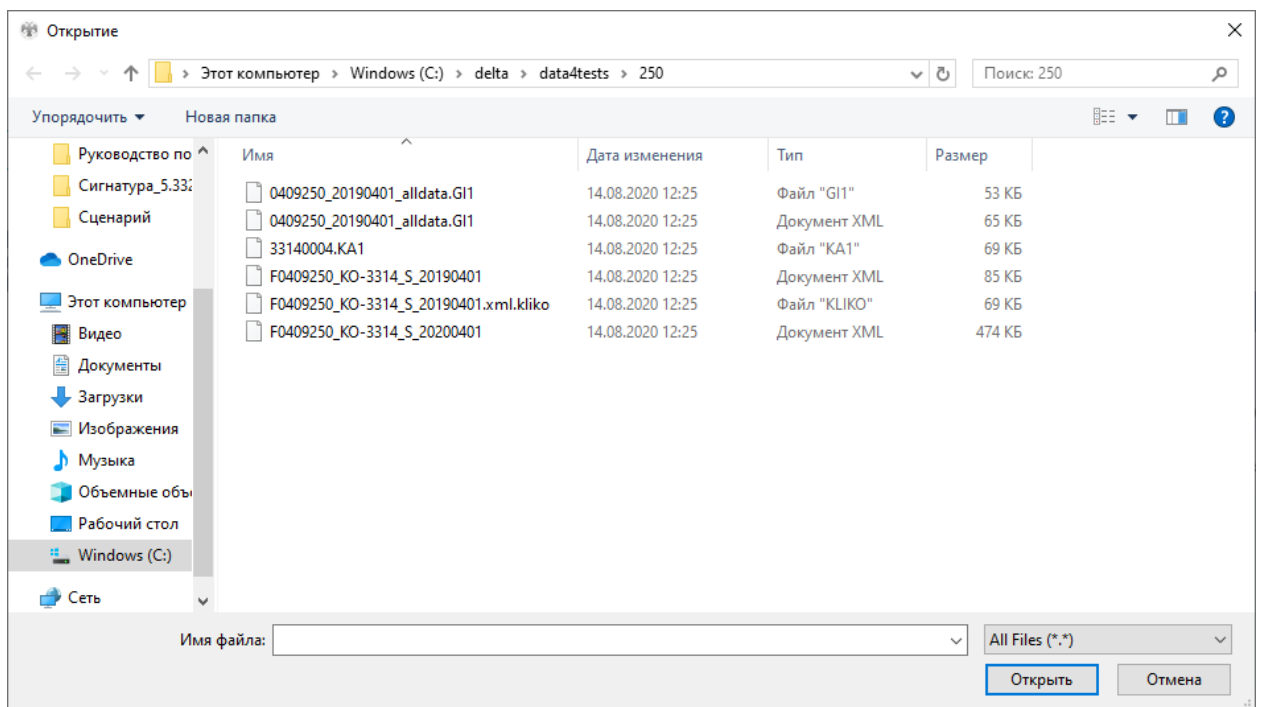 Открытие
Этот компьютер > Windows (C:) > delta > data4tests > 250
Поиск: 250
Упорядочить
Новая папка
Руководство по
Сигнатура_5.332
Сценарий
OneDrive
Этот компьютер
Видео
Документы
Загрузки
Изображения
Музыка
Объемные объ
Рабочий стол
Windows (C:)
Сеть
Имя Дата изменения Тип Размер
0409250_20190401_alldata.GI1 14.08.2020 12:25 Файл "GI1" 53 КБ
0409250_20190401_alldata.GI1 14.08.2020 12:25 Документ XML 65 КБ
33140004.KA1 14.08.2020 12:25 Файл "KA1" 69 КБ
F0409250_KO-3314_S_20190401 14.08.2020 12:25 Документ XML 85 КБ
F0409250_KO-3314_S_20190401.xml.kliko 14.08.2020 12:25 Файл "KLIKO" 69 КБ
F0409250_KO-3314_S_20200401 14.08.2020 12:25 Документ XML 474 КБ
Имя файла:
All Files (*.*)
Открыть
Отмена